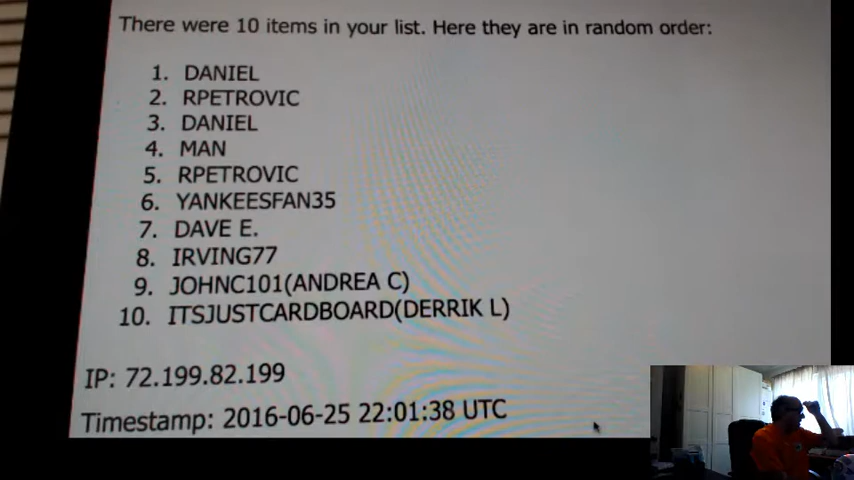 There were 10 items in your list. Here they are in random order:
1. DANIEL
2. RPETROVIC
3. DANIEL
4. MAN
5. RPETROVIC
6. YANKEESFAN35
7. DAVE E.
8. IRVING77
9. JOHNC101(ANDREA C)
10. ITSJUSTCARDBOARD(DERRIK L)
IP: 72.199.82.199
Timestamp: 2016-06-25 22:01:38 UTC